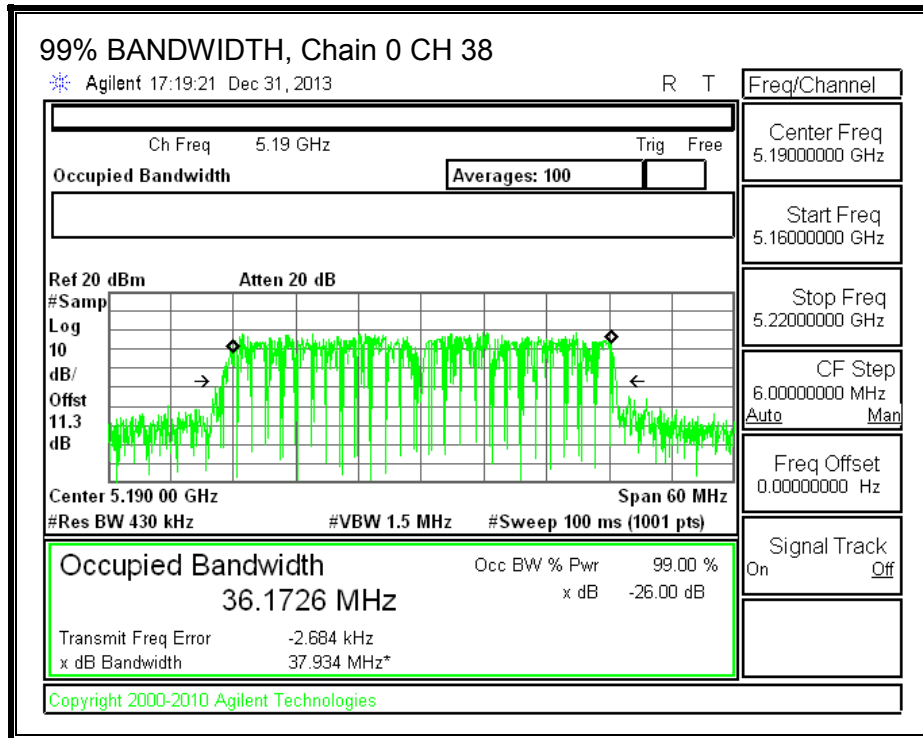 99% BANDWIDTH, Chain 0 CH 38
Agilent 17:19:21 Dec 31, 2013 R T
Freq/Channel
Ch Freq 5.19 GHz Trig Free
Occupied Bandwidth Averages: 100
Center Freq
5.19000000 GHz
Start Freq
5.16000000 GHz
Stop Freq
5.22000000 GHz
CF Step
6.00000000 MHz
Auto Man
Freq Offset
0.00000000 Hz
Signal Track
On Off
Ref 20 dBm Atten 20 dB
#Samp
Log
10
dB/
Offst
11.3
dB
Center 5.190 00 GHz Span 60 MHz
#Res BW 430 kHz #VBW 1.5 MHz #Sweep 100 ms (1001 pts)
Occupied Bandwidth Occ BW % Pwr 99.00 %
36.1726 MHz x dB -26.00 dB
Transmit Freq Error -2.684 kHz
x dB Bandwidth 37.934 MHz*
Copyright 2000-2010 Agilent Technologies